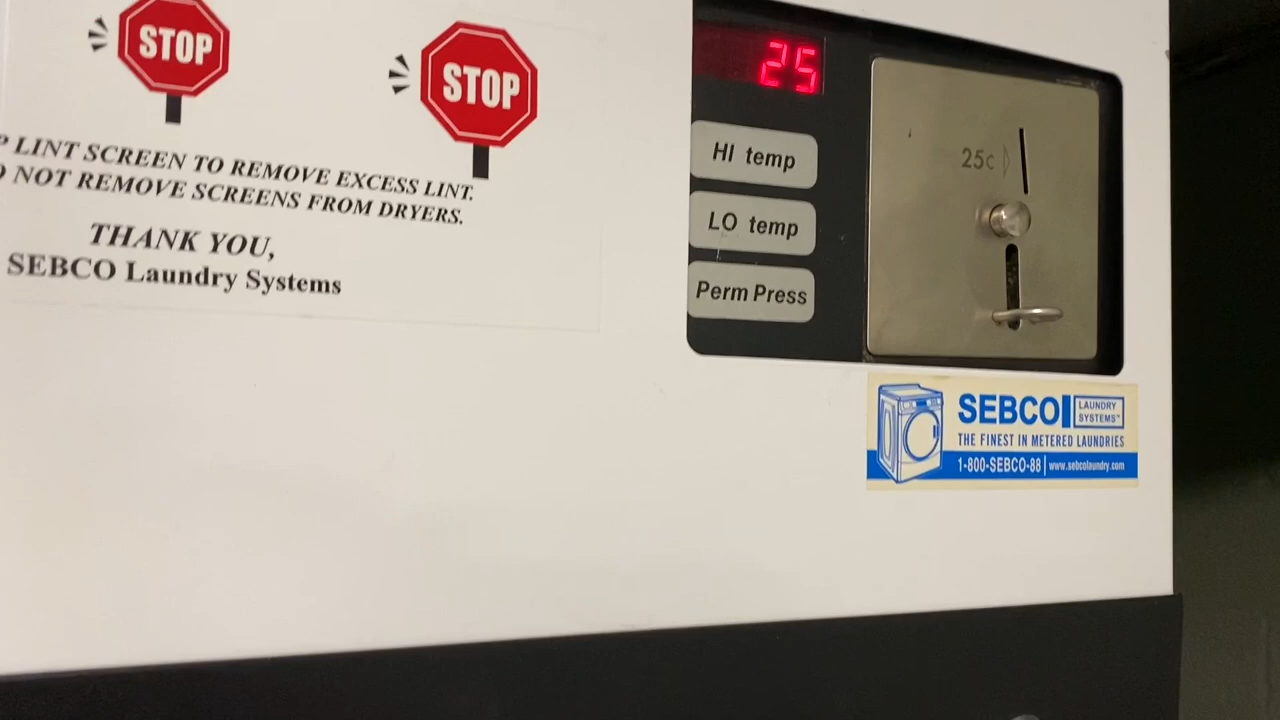 STOP
STOP
LINT SCREEN TO REMOVE EXCESS LINT.
NOT REMOVE SCREENS FROM DRYERS.
THANK YOU,
SEBCO Laundry Systems
25
HI temp
LO temp
Perm Press
25c
SEBCO LAUNDRY SYSTEMS
THE FINEST IN METERED LAUNDRIES
1-800-SEBCO-88 www.sebcolaundry.com